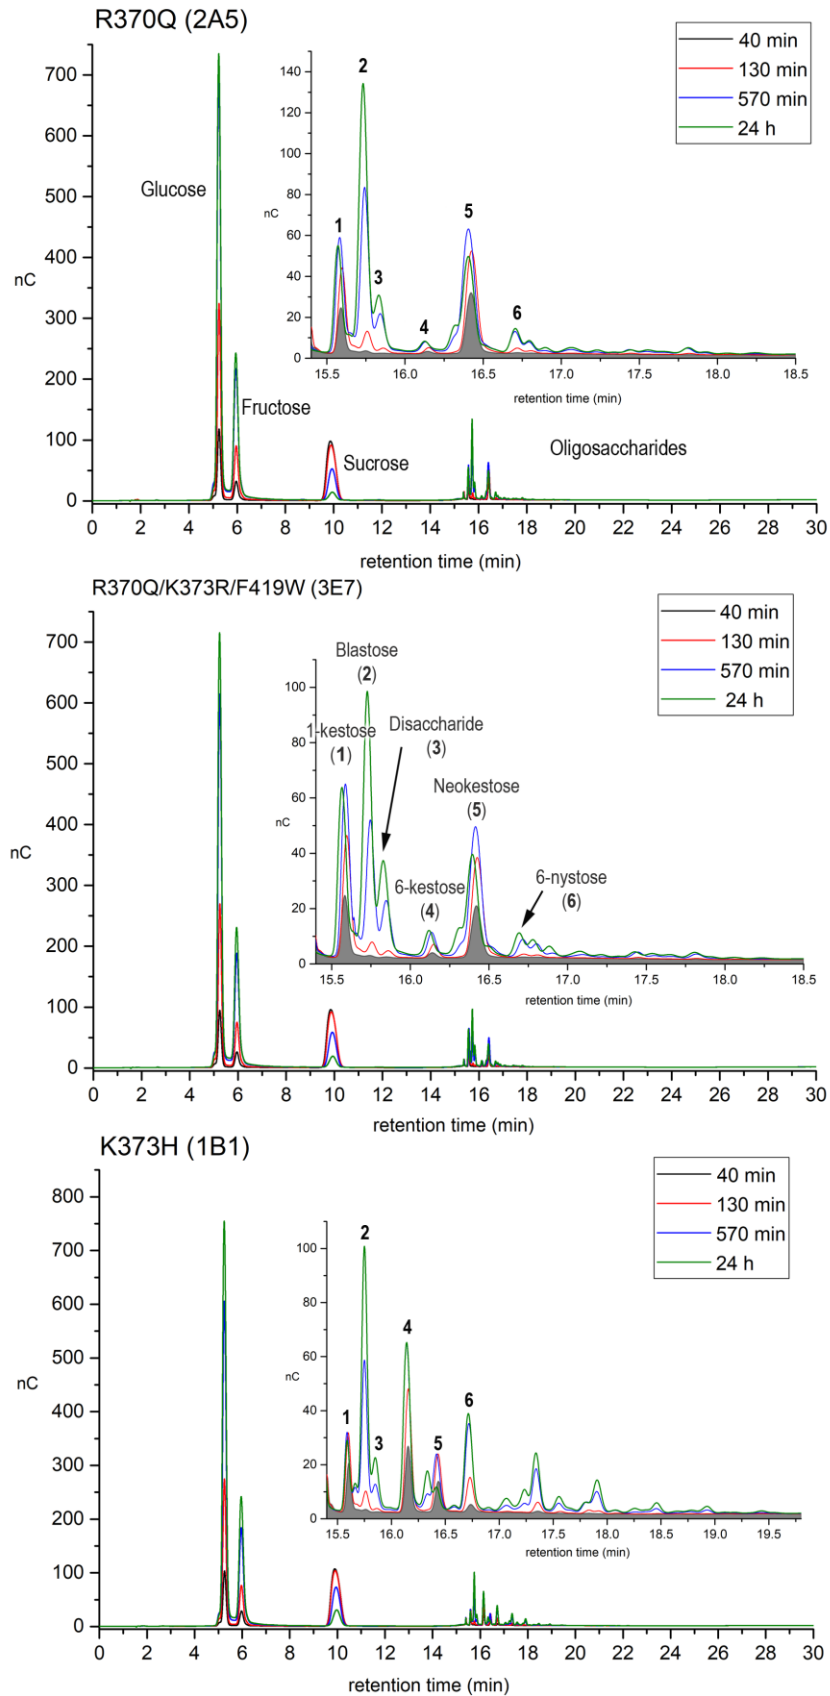 R370Q (2A5)
40 min
130 min
570 min
24 h
nC
700
600
500
400
300
200
100
0
Glucose
Fructose
Sucrose
Oligosaccharides
140
120
100
80
60
40
20
0
nC
1
2
3
4
5
6
15.5 16.0 16.5 17.0 17.5 18.0 18.5
retention time (min)
0 2 4 6 8 10 12 14 16 18 20 22 24 26 28 30
retention time (min)
R370Q/K373R/F419W (3E7)
40 min
130 min
570 min
24 h
nC
700
600
500
400
300
200
100
0
100
80
60
40
20
0
nC
1-kestose
(1)
Blastose
(2)
Disaccharide
(3)
6-kestose
(4)
Neokestose
(5)
6-nystose
(6)
15.5 16.0 16.5 17.0 17.5 18.0 18.5
retention time (min)
0 2 4 6 8 10 12 14 16 18 20 22 24 26 28 30
retention time (min)
K373H (1B1)
40 min
130 min
570 min
24 h
nC
800
700
600
500
400
300
200
100
0
100
80
60
40
20
0
nC
1
2
3
4
5
6
15.5 16.0 16.5 17.0 17.5 18.0 18.5 19.0 19.5
retention time (min)
0 2 4 6 8 10 12 14 16 18 20 22 24 26 28 30
retention time (min)